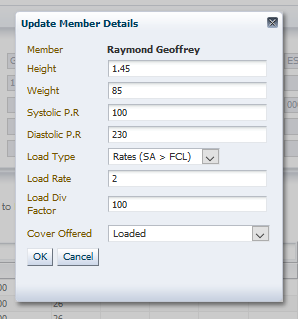 Update Member Details
Member Raymond Geoffrey
Height 1.45
Weight 85
Systolic P.R 100
Diastolic P.R 230
Load Type Rates (SA > FCL)
Load Rate 2
Load Div
Factor 100
Cover Offered Loaded
OK Cancel
26